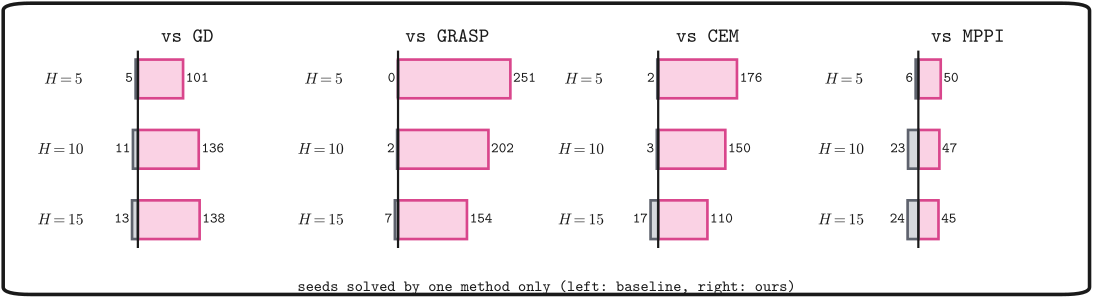 vs GD vs GRASP vs CEM vs MPPI
H = 5 5 101 H = 5 0 251 H = 5 2 176 H = 5 6 50
H = 10 11 136 H = 10 2 202 H = 10 3 150 H = 10 23 47
H = 15 13 138 H = 15 7 154 H = 15 17 110 H = 15 24 45
seeds solved by one method only (left: baseline, right: ours)